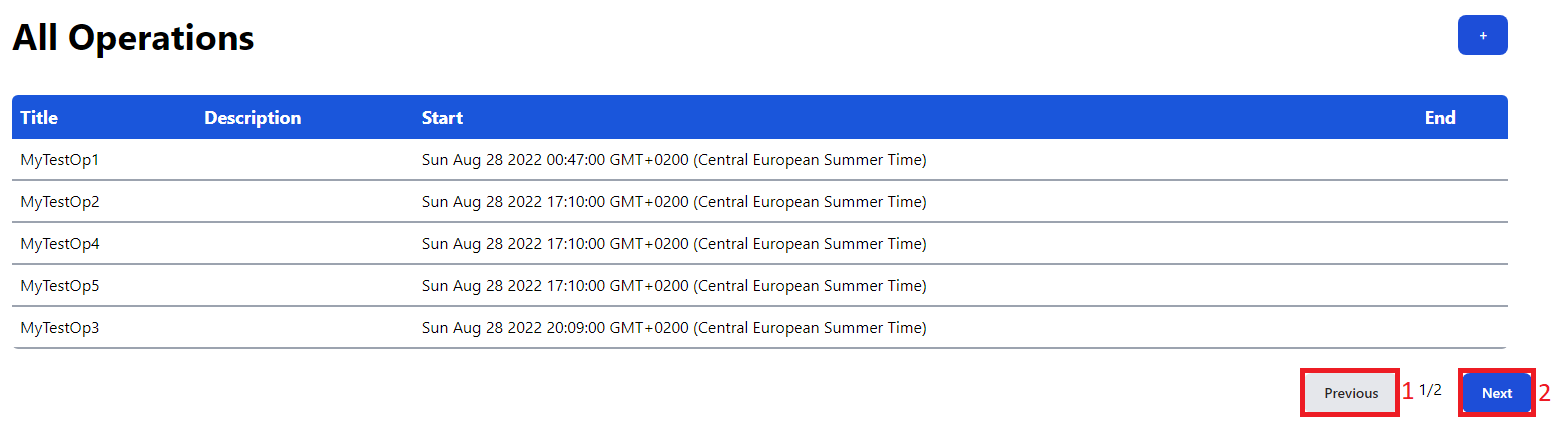 All Operations +
Title Description Start End
MyTestOp1 Sun Aug 28 2022 00:47:00 GMT+0200 (Central European Summer Time)
MyTestOp2 Sun Aug 28 2022 17:10:00 GMT+0200 (Central European Summer Time)
MyTestOp4 Sun Aug 28 2022 17:10:00 GMT+0200 (Central European Summer Time)
MyTestOp5 Sun Aug 28 2022 17:10:00 GMT+0200 (Central European Summer Time)
MyTestOp3 Sun Aug 28 2022 20:09:00 GMT+0200 (Central European Summer Time)
Previous 1 1/2 Next 2